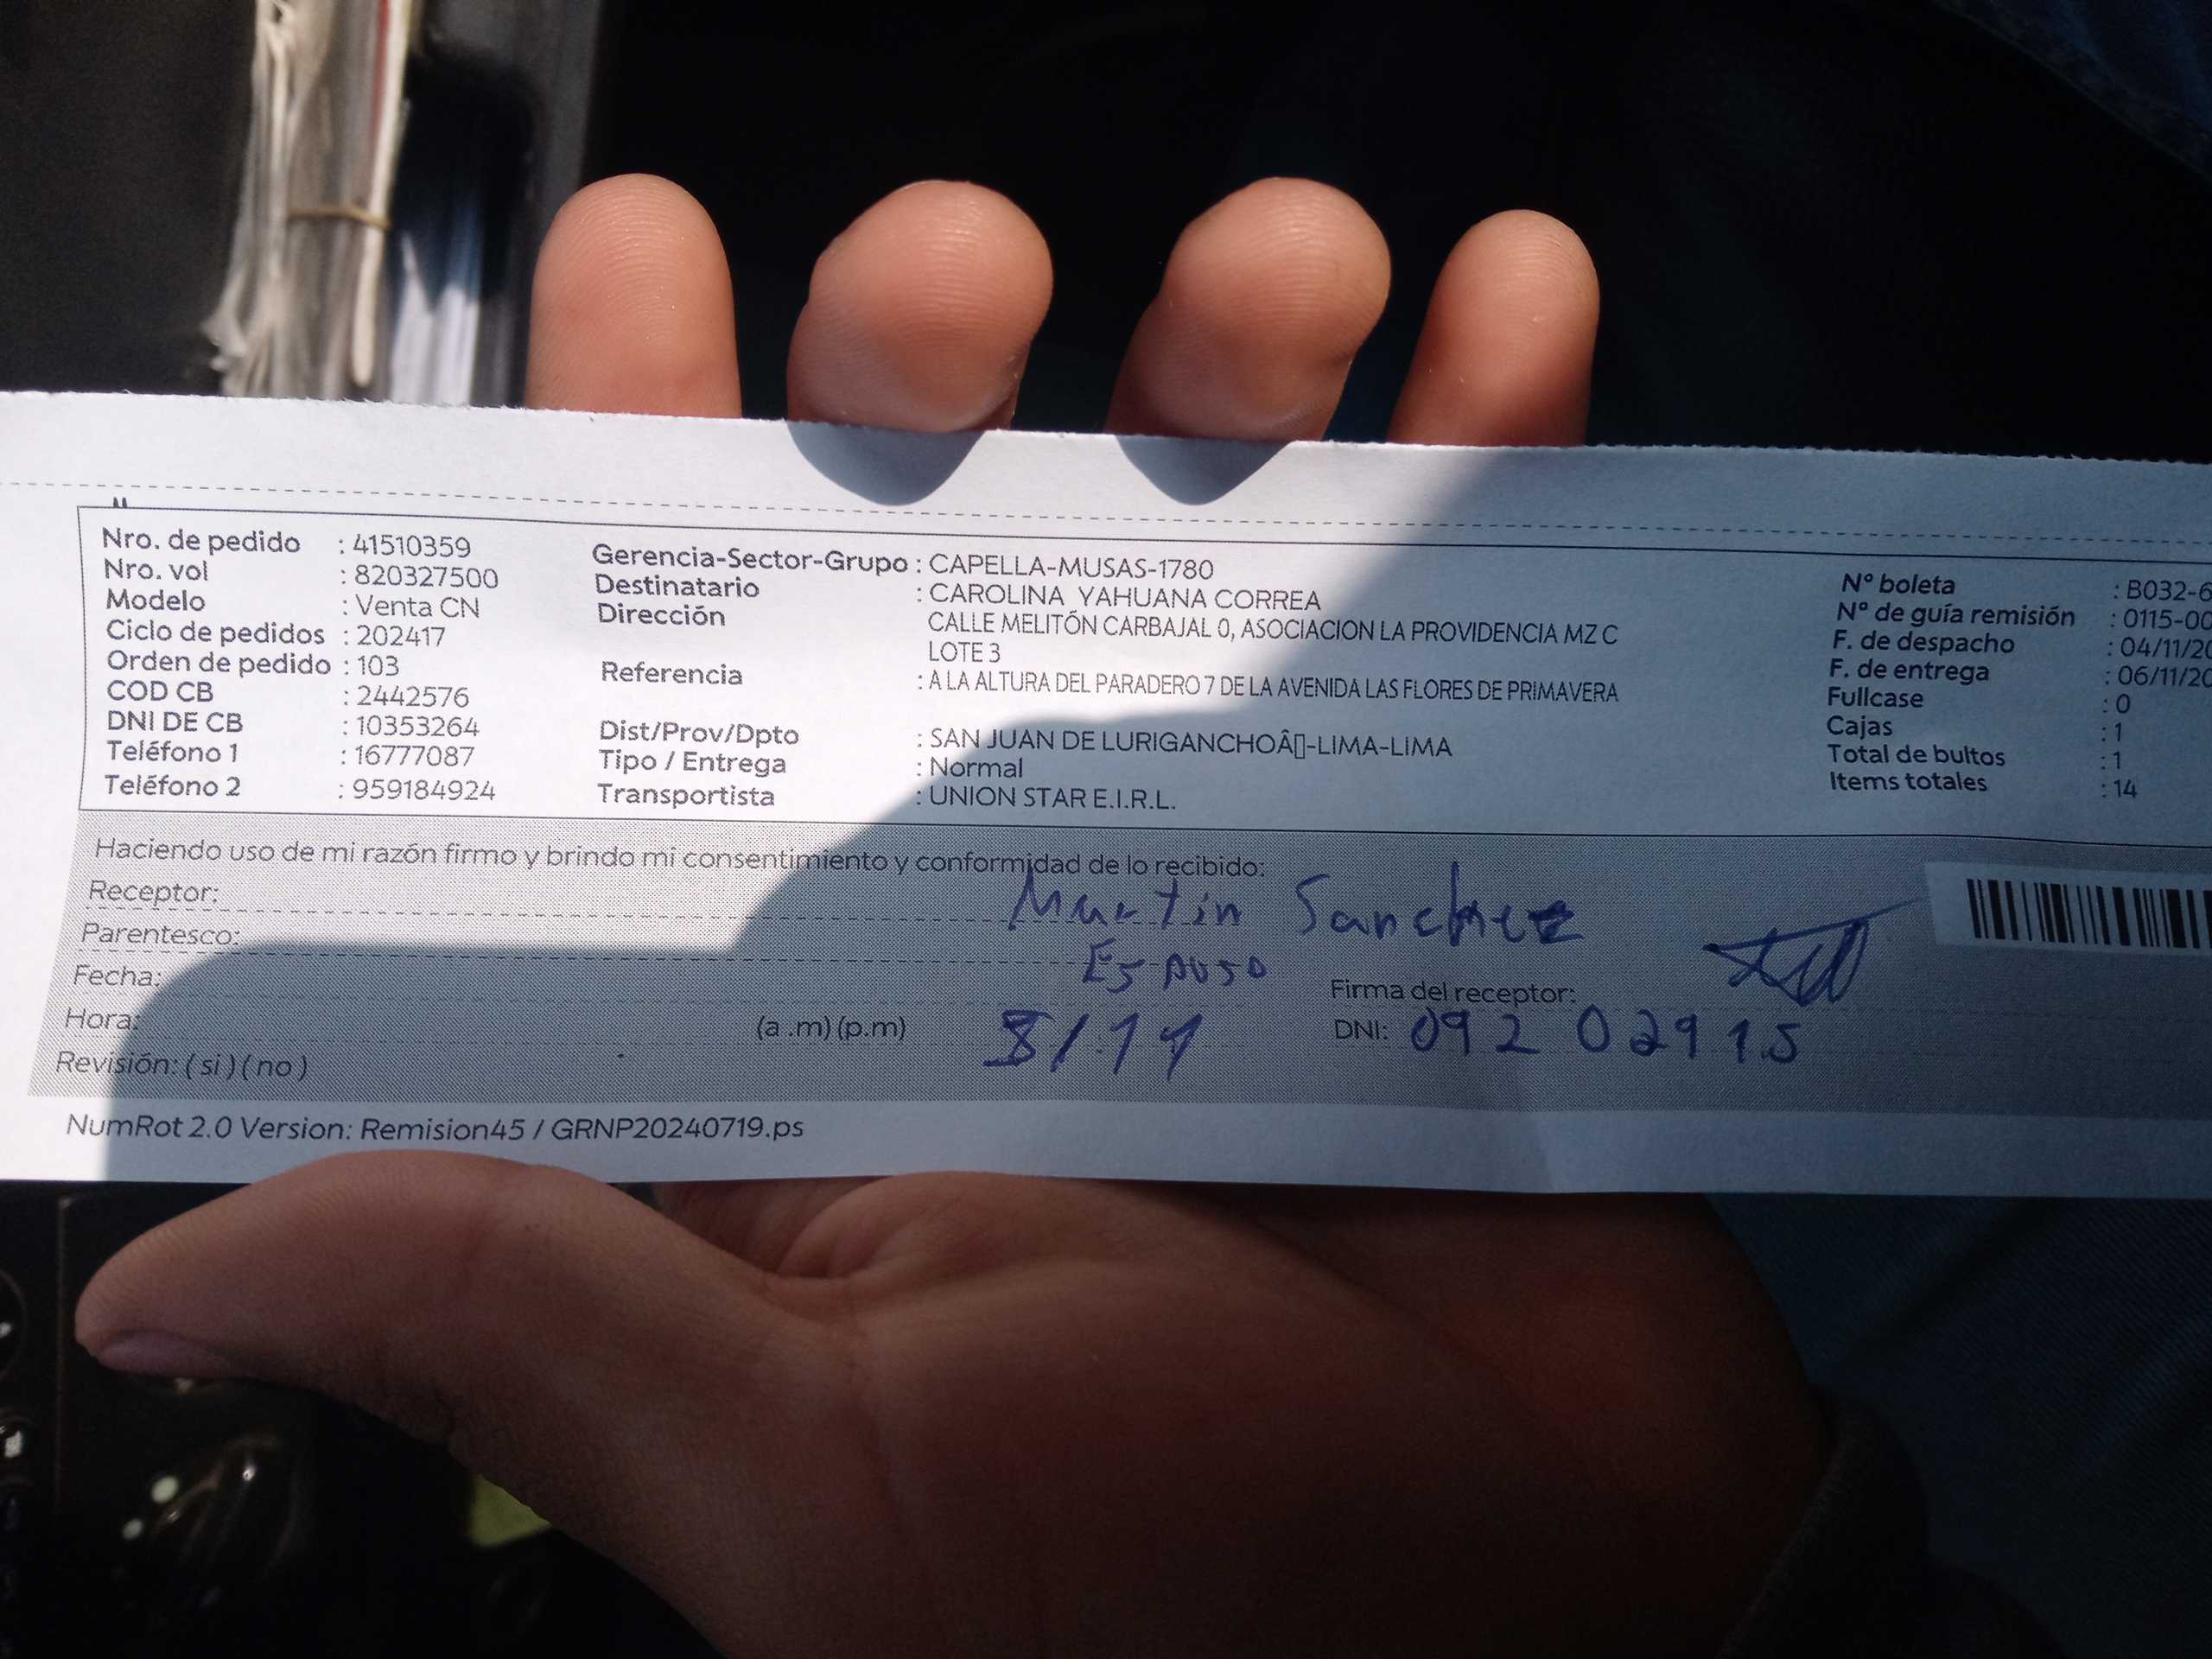 Nro. de pedido : 41510359
Nro. vol : 820327500
Modelo : Venta CN
Ciclo de pedidos : 202417
Orden de pedido : 103
COD CB : 2442576
DNI DE CB : 10353264
Teléfono 1 : 16777087
Teléfono 2 : 959184924
Gerencia-Sector-Grupo : CAPELLA-MUSAS-1780
Destinatario : CAROLINA YAHUANA CORREA
Dirección CALLE MELITÓN CARBAJAL 0, ASOCIACION LA PROVIDENCIA MZ C
LOTE 3
Referencia : A LA ALTURA DEL PARADERO 7 DE LA AVENIDA LAS FLORES DE PRIMAVERA
Dist/Prov/Dpto : SAN JUAN DE LURIGANCHOÂ▯-LIMA-LIMA
Tipo / Entrega : Normal
Transportista : UNION STAR E.I.R.L.
N° boleta : B032-6
N° de guía remisión : 0115-00
F. de despacho : 04/11/20
F. de entrega : 06/11/20
Fullcase : 0
Cajas : 1
Total de bultos : 1
Items totales : 14
Haciendo uso de mi razón firmo y brindo mi consentimiento y conformidad de lo recibido:
Receptor: Martin Sanchez
Parentesco: Esposo
Fecha: /11
Firma del receptor:
Hora: (a .m) (p.m)
DNI: 09202915
Revisión: ( si ) ( no )
NumRot 2.0 Version: Remision45 / GRNP20240719.ps